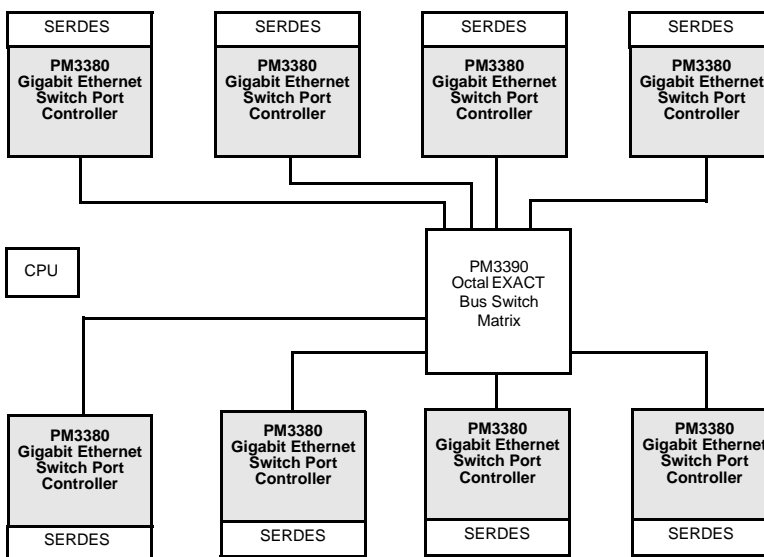 SERDES
PM3380
Gigabit Ethernet
Switch Port
Controller
SERDES
PM3380
Gigabit Ethernet
Switch Port
Controller
SERDES
PM3380
Gigabit Ethernet
Switch Port
Controller
SERDES
PM3380
Gigabit Ethernet
Switch Port
Controller
CPU
PM3390
Octal EXACT
Bus Switch
Matrix
PM3380
Gigabit Ethernet
Switch Port
Controller
SERDES
PM3380
Gigabit Ethernet
Switch Port
Controller
SERDES
PM3380
Gigabit Ethernet
Switch Port
Controller
SERDES
PM3380
Gigabit Ethernet
Switch Port
Controller
SERDES